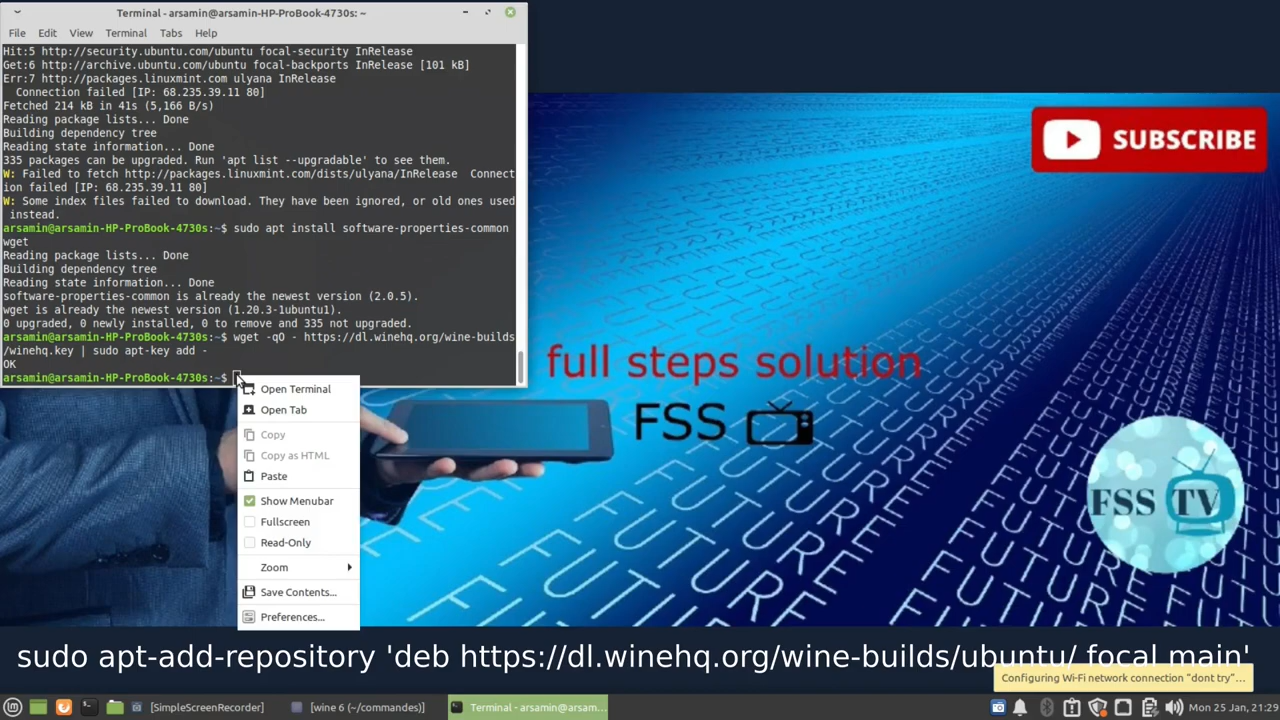 Terminal - arsamin@arsamin-HP-ProBook-4730s: ~
File Edit View Terminal Tabs Help
Hit:5 http://security.ubuntu.com/ubuntu focal-security InRelease
Get:6 http://archive.ubuntu.com/ubuntu focal-backports InRelease [101 kB]
Err:7 http://packages.linuxmint.com ulyana InRelease
Connection failed [IP: 68.235.39.11 80]
Fetched 214 kB in 41s (5,166 B/s)
Reading package lists... Done
Building dependency tree
Reading state information... Done
335 packages can be upgraded. Run 'apt list --upgradable' to see them.
W: Failed to fetch http://packages.linuxmint.com/dists/ulyana/InRelease  Connect
ion failed [IP: 68.235.39.11 80]
W: Some index files failed to download. They have been ignored, or old ones used
instead.
arsamin@arsamin-HP-ProBook-4730s:~$ sudo apt install software-properties-common
wget
Reading package lists... Done
Building dependency tree
Reading state information... Done
software-properties-common is already the newest version (2.0.5).
wget is already the newest version (1.20.3-1ubuntu1).
0 upgraded, 0 newly installed, 0 to remove and 335 not upgraded.
arsamin@arsamin-HP-ProBook-4730s:~$ wget -qO - https://dl.winehq.org/wine-builds
/winehq.key | sudo apt-key add -
OK
arsamin@arsamin-HP-ProBook-4730s:~$
Open Terminal
Open Tab
Copy
Copy as HTML
Paste
Show Menubar
Fullscreen
Read-Only
Zoom
Save Contents...
Preferences...
SUBSCRIBE
full steps solution
FSS
FSS TV
FUTURE
sudo apt-add-repository 'deb https://dl.winehq.org/wine-builds/ubuntu/ focal main'
Configuring Wi-Fi network connection "dont try"...
[SimpleScreenRecorder]
[wine 6 (~/commandes)]
Terminal - arsamin@arsam...
Mon 25 Jan, 21:29